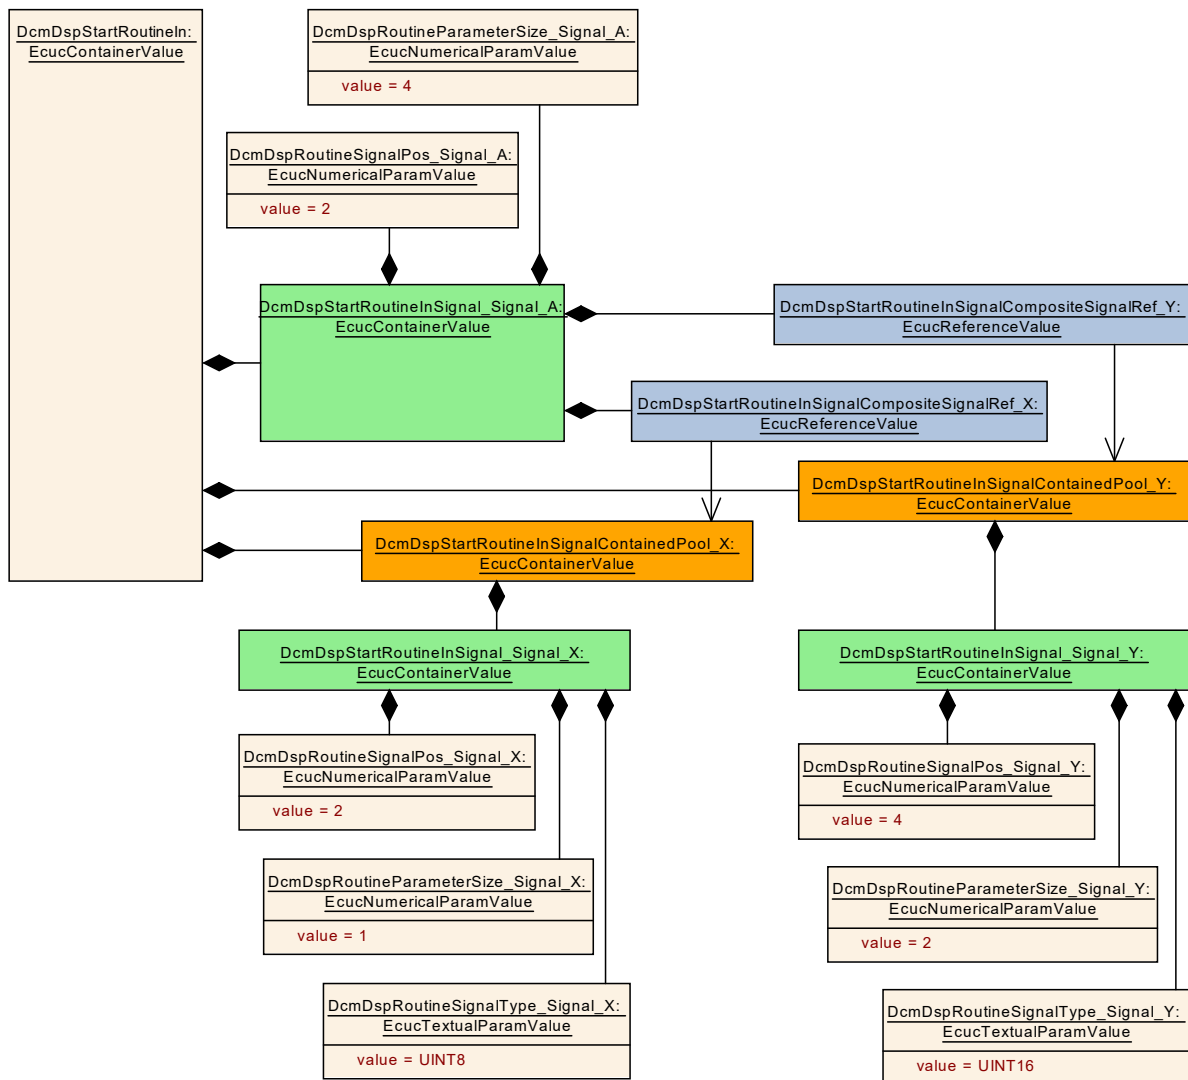 DcmDspStartRoutineIn:
EcucContainerValue
DcmDspRoutineParameterSize_Signal_A:
EcucNumericalParamValue
value = 4
DcmDspRoutineSignalPos_Signal_A:
EcucNumericalParamValue
value = 2
DcmDspStartRoutineInSignal_Signal_A:
EcucContainerValue
DcmDspStartRoutineInSignalCompositeSignalRef_Y:
EcucReferenceValue
DcmDspStartRoutineInSignalCompositeSignalRef_X:
EcucReferenceValue
DcmDspStartRoutineInSignalContainedPool_Y:
EcucContainerValue
DcmDspStartRoutineInSignalContainedPool_X:
EcucContainerValue
DcmDspStartRoutineInSignal_Signal_X:
EcucContainerValue
DcmDspStartRoutineInSignal_Signal_Y:
EcucContainerValue
DcmDspRoutineSignalPos_Signal_X:
EcucNumericalParamValue
value = 2
DcmDspRoutineSignalPos_Signal_Y:
EcucNumericalParamValue
value = 4
DcmDspRoutineParameterSize_Signal_X:
EcucNumericalParamValue
value = 1
DcmDspRoutineParameterSize_Signal_Y:
EcucNumericalParamValue
value = 2
DcmDspRoutineSignalType_Signal_X:
EcucTextualParamValue
value = UINT8
DcmDspRoutineSignalType_Signal_Y:
EcucTextualParamValue
value = UINT16